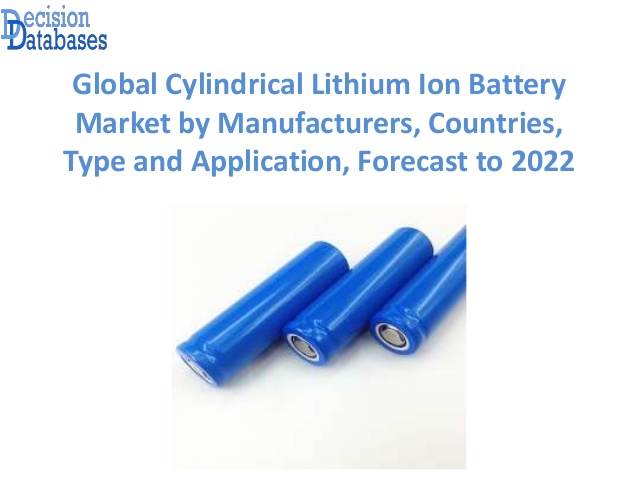 Decision
Databases
Global Cylindrical Lithium Ion Battery
Market by Manufacturers, Countries,
Type and Application, Forecast to 2022